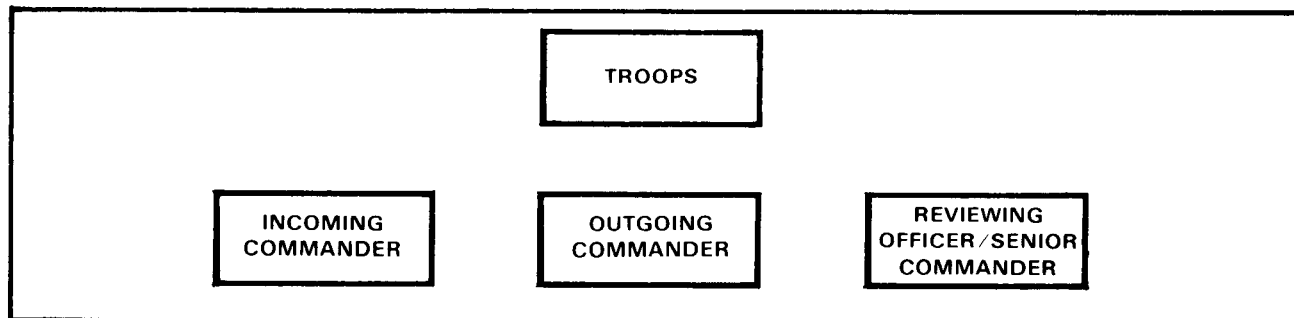 TROOPS
INCOMING
COMMANDER
OUTGOING
COMMANDER
REVIEWING
OFFICER/SENIOR
COMMANDER